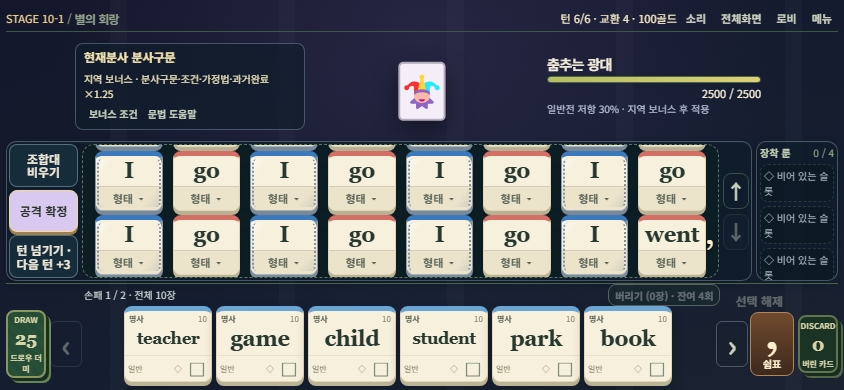 STAGE 10-1 / 별의 회랑
턴 6/6 · 교환 4 · 100골드 소리 전체화면 로비 메뉴
현재분사 분사구문
지역 보너스 · 분사구문·조건·가정법·과거완료
×1.25
보너스 조건 문법 도움말
춤추는 광대
2500 / 2500
일반전 저항 30% · 지역 보너스 후 적용
조합대
비우기
공격 확정
턴 넘기기 ·
다음 턴 +3
I go I go I go I go
형태 형태 형태 형태 형태 형태 형태 형태
I go I go I go I went ,
형태 형태 형태 형태 형태 형태 형태 형태
↑
↓
장착 룬 0 / 4
◇ 비어 있는 슬
롯
◇ 비어 있는 슬
롯
◇ 비어 있는 슬
롯
손패 1 / 2 · 전체 10장
버리기 (0장) · 잔여 4회
선택 해제
DRAW
25
드로우 더
미
‹
명사 10 명사 10 명사 10 명사 10 명사 10 명사 10
teacher game child student park book
일반 ◇ 일반 ◇ 일반 ◇ 일반 ◇ 일반 ◇ 일반 ◇
›
,
쉼표
DISCARD
0
버린 카드